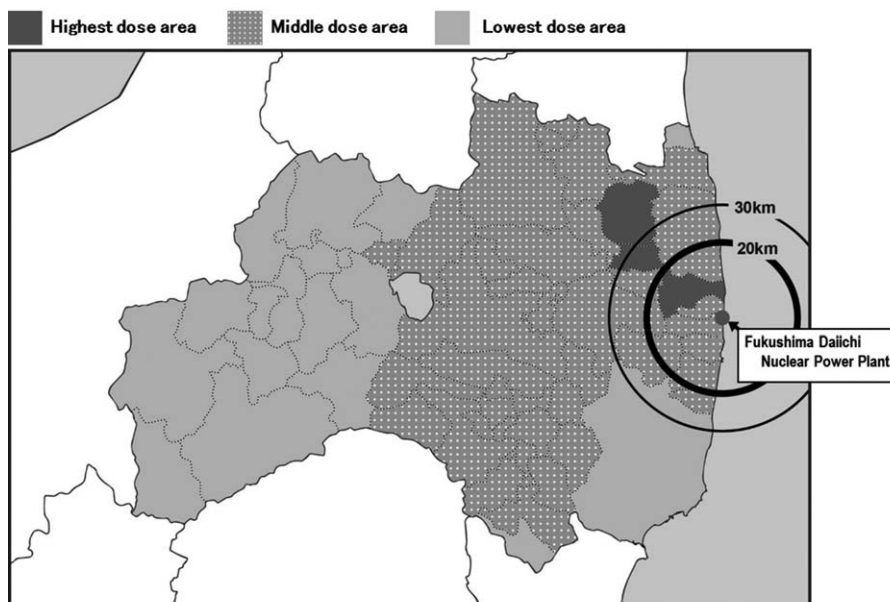 Highest dose area
Middle dose area
Lowest dose area
30km
20km
Fukushima Daiichi
Nuclear Power Plant